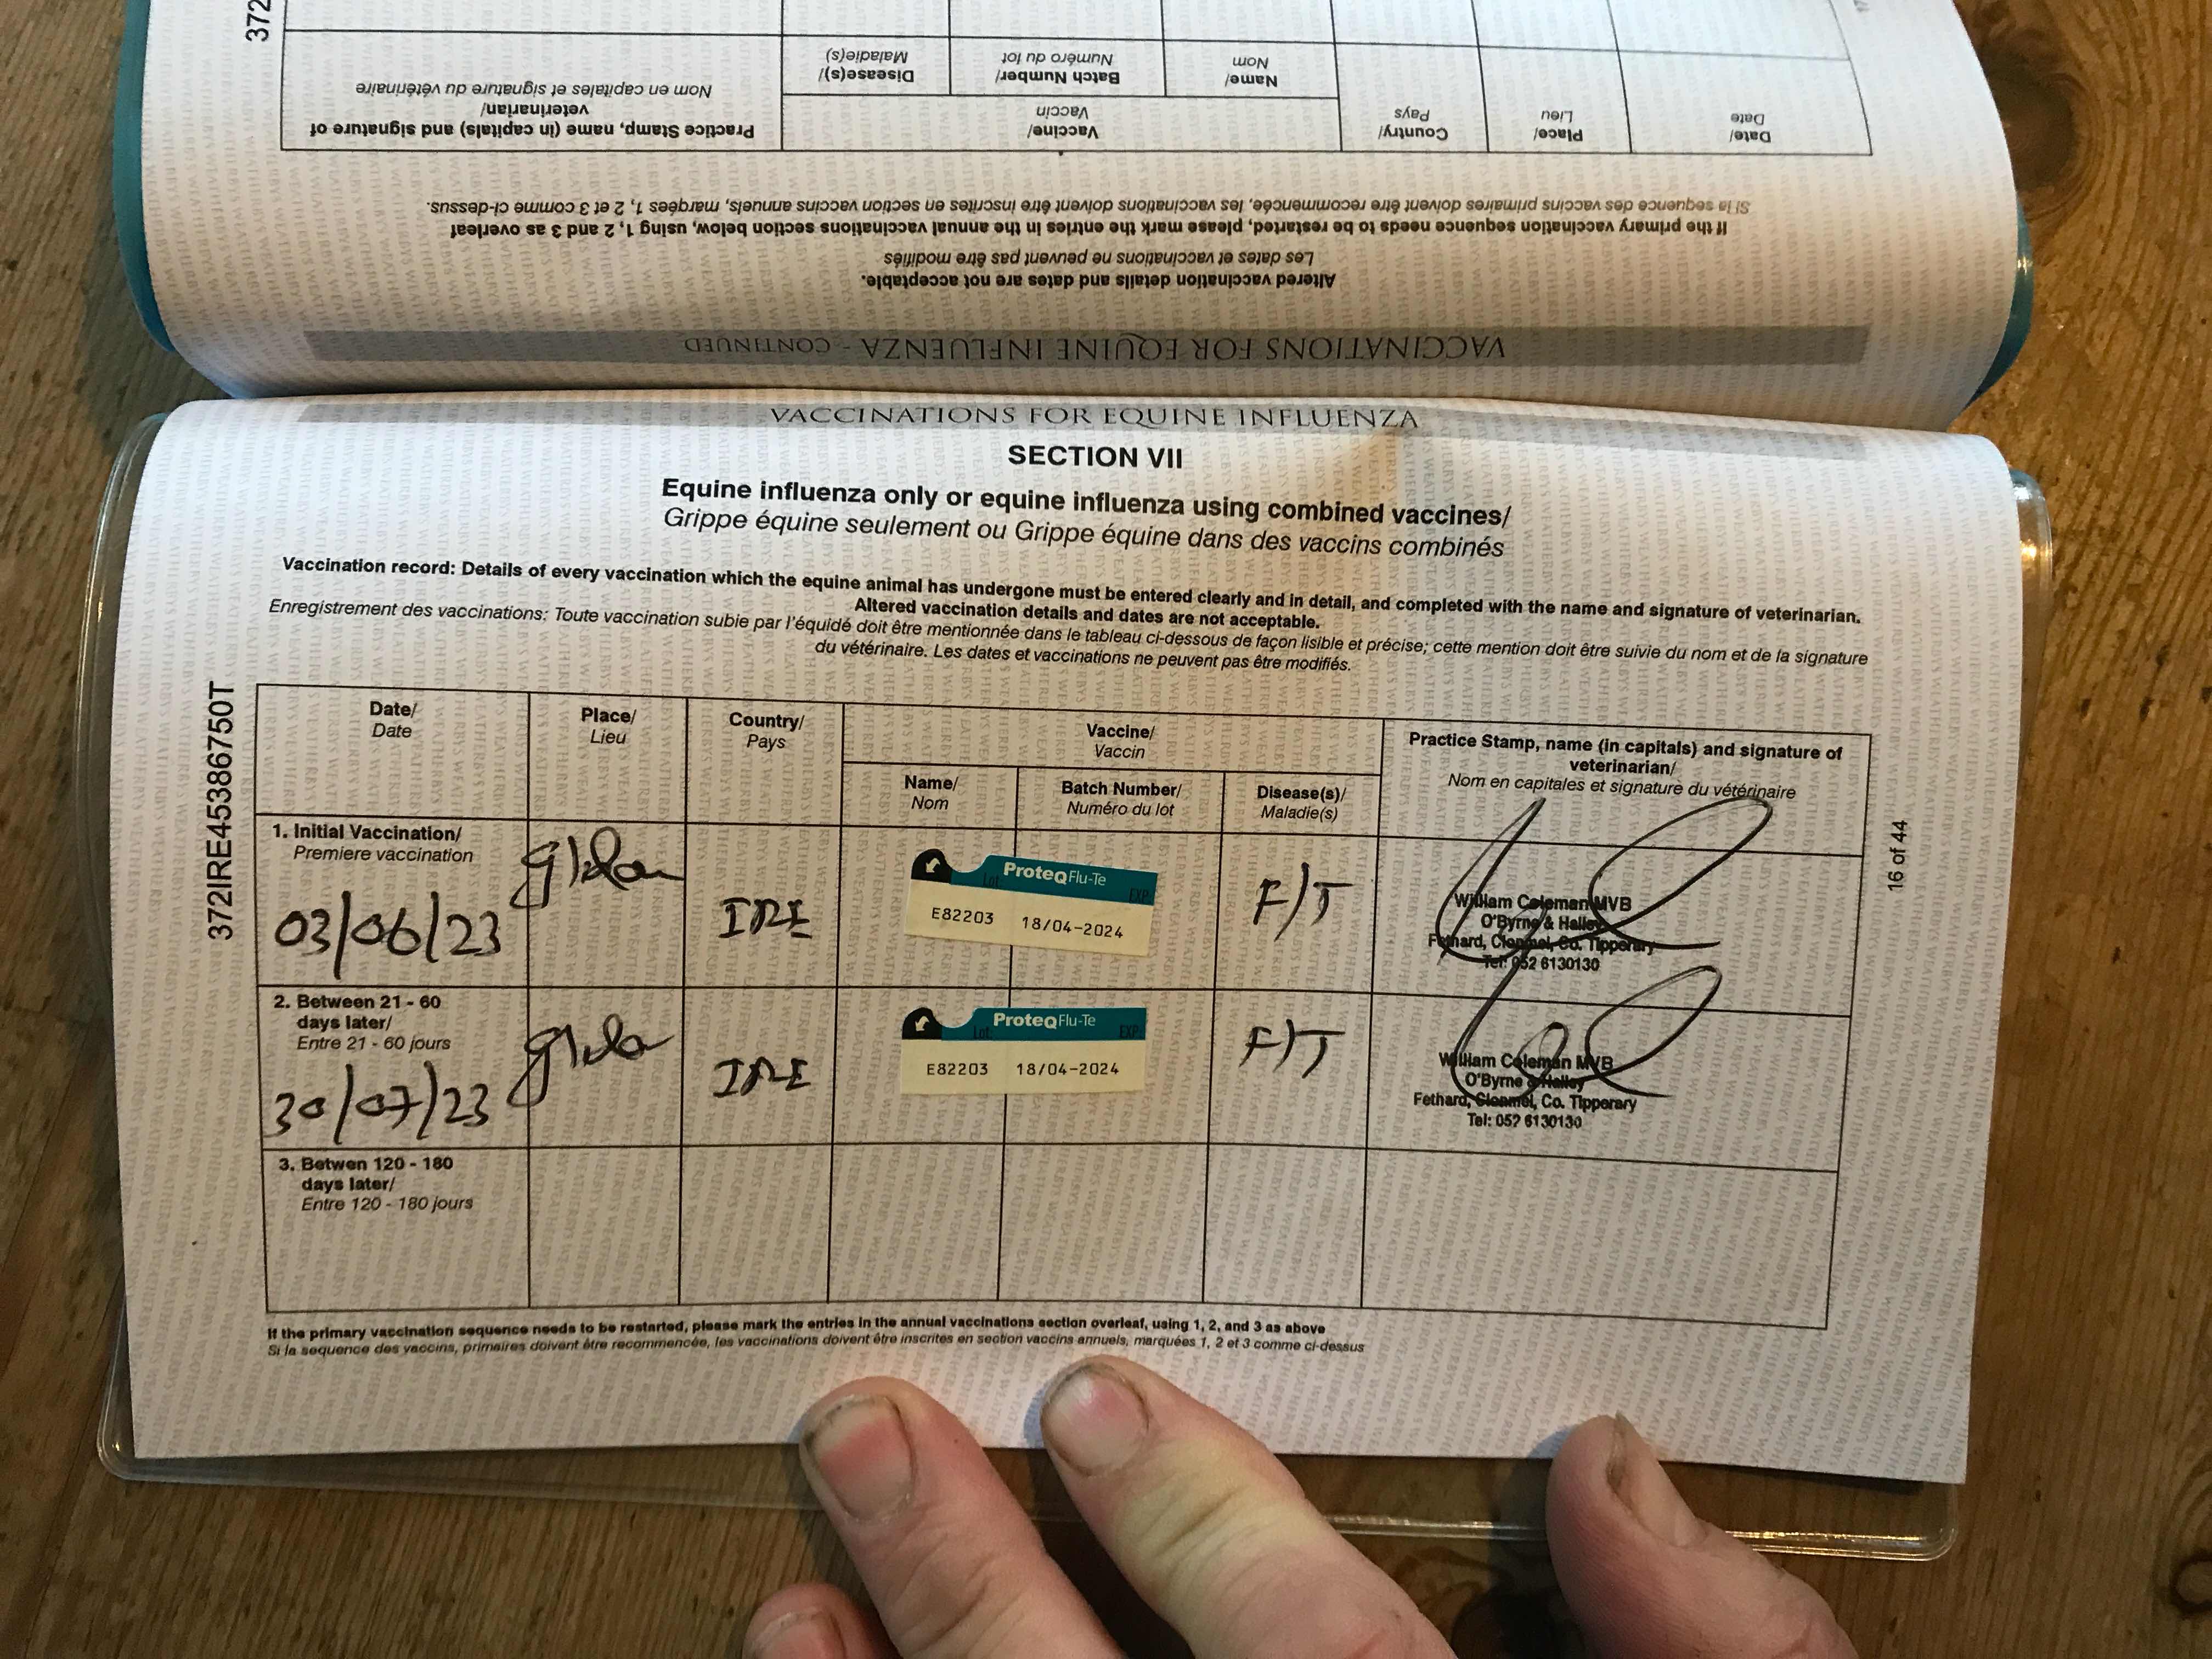 372
Practice Stamp, name (in capitals) and signature of
veterinarian/
Nom en capitales et signature du vétérinaire
Vaccine/
Vaccin
Disease(s)/
Maladie(s)
Batch Number/
Numéro du lot
Name/
Nom
Country/
Pays
Place/
Lieu
Date/
Date
If the primary vaccination sequence needs to be restarted, please mark the entries in the annual vaccinations section below, using 1, 2 and 3 as overleaf
Si la sequence des vaccins primaires doivent être recommencée, les vaccinations doivent être inscrites en section vaccins annuels, marquées 1, 2 et 3 comme ci-dessus.
Altered vaccination details and dates are not acceptable.
Les dates et vaccinations ne peuvent pas être modifiés
VACCINATIONS FOR EQUINE INFLUENZA - CONTINUED
VACCINATIONS FOR EQUINE INFLUENZA
SECTION VII
Equine influenza only or equine influenza using combined vaccines/
Grippe équine seulement ou Grippe équine dans des vaccins combinés
Vaccination record: Details of every vaccination which the equine animal has undergone must be entered clearly and in detail, and completed with the name and signature of veterinarian.
Altered vaccination details and dates are not acceptable.
Enregistrement des vaccinations: Toute vaccination subie par l'équidé doit être mentionnée dans le tableau ci-dessous de façon lisible et précise; cette mention doit être suivie du nom et de la signature
du vétérinaire. Les dates et vaccinations ne peuvent pas être modifiés.
372IRE45386750T
Date/
Date
Place/
Lieu
Country/
Pays
Vaccine/
Vaccin
Name/
Nom
Batch Number/
Numéro du lot
Disease(s)/
Maladie(s)
Practice Stamp, name (in capitals) and signature of
veterinarian/
Nom en capitales et signature du vétérinaire
1. Initial Vaccination/
Premiere vaccination
03/06/23
IRE
ProteqFlu-Te
Lot EXP
E82203 18/04-2024
F/T
William Coleman MVB
O'Byrne & Halley
Fethard, Clonmel, Co. Tipperary
Tel: 052 6130130
2. Between 21 - 60
days later/
Entre 21 - 60 jours
30/07/23
IRE
ProteqFlu-Te
Lot EXP
E82203 18/04-2024
F/T
William Coleman MVB
O'Byrne & Halley
Fethard, Clonmel, Co. Tipperary
Tel: 052 6130130
3. Betwen 120 - 180
days later/
Entre 120 - 180 jours
16 of 44
If the primary vaccination sequence needs to be restarted, please mark the entries in the annual vaccinations section overleaf, using 1, 2, and 3 as above
Si la sequence des vaccins, primaires doivent être recommencée, les vaccinations doivent être inscrites en section vaccins annuels, marquées 1, 2 et 3 comme ci-dessus